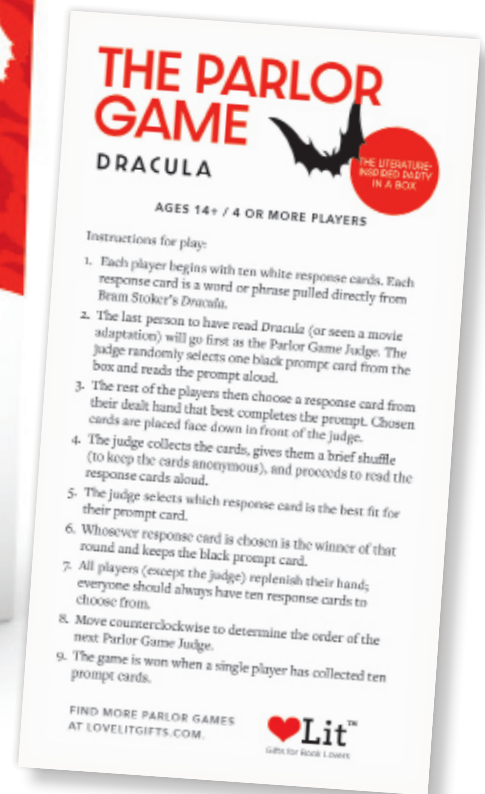 THE PARLOR
GAME
DRACULA
THE LITERATURE-
INSPIRED PARTY
IN A BOX
AGES 14+ / 4 OR MORE PLAYERS
Instructions for play:
1. Each player begins with ten white response cards. Each
response card is a word or phrase pulled directly from
Bram Stoker's Dracula.
2. The last person to have read Dracula (or seen a movie
adaptation) will go first as the Parlor Game Judge. The
judge randomly selects one black prompt card from the
box and reads the prompt aloud.
3. The rest of the players then choose a response card from
their dealt hand that best completes the prompt. Chosen
cards are placed face down in front of the judge.
4. The judge collects the cards, gives them a brief shuffle
(to keep the cards anonymous), and proceeds to read the
response cards aloud.
5. The judge selects which response card is the best fit for
their prompt card.
6. Whosever response card is chosen is the winner of that
round and keeps the black prompt card.
7. All players (except the judge) replenish their hand;
everyone should always have ten response cards to
choose from.
8. Move counterclockwise to determine the order of the
next Parlor Game Judge.
9. The game is won when a single player has collected ten
prompt cards.
FIND MORE PARLOR GAMES
AT LOVELITGIFTS.COM.
Lit™
Gifts for Book Lovers